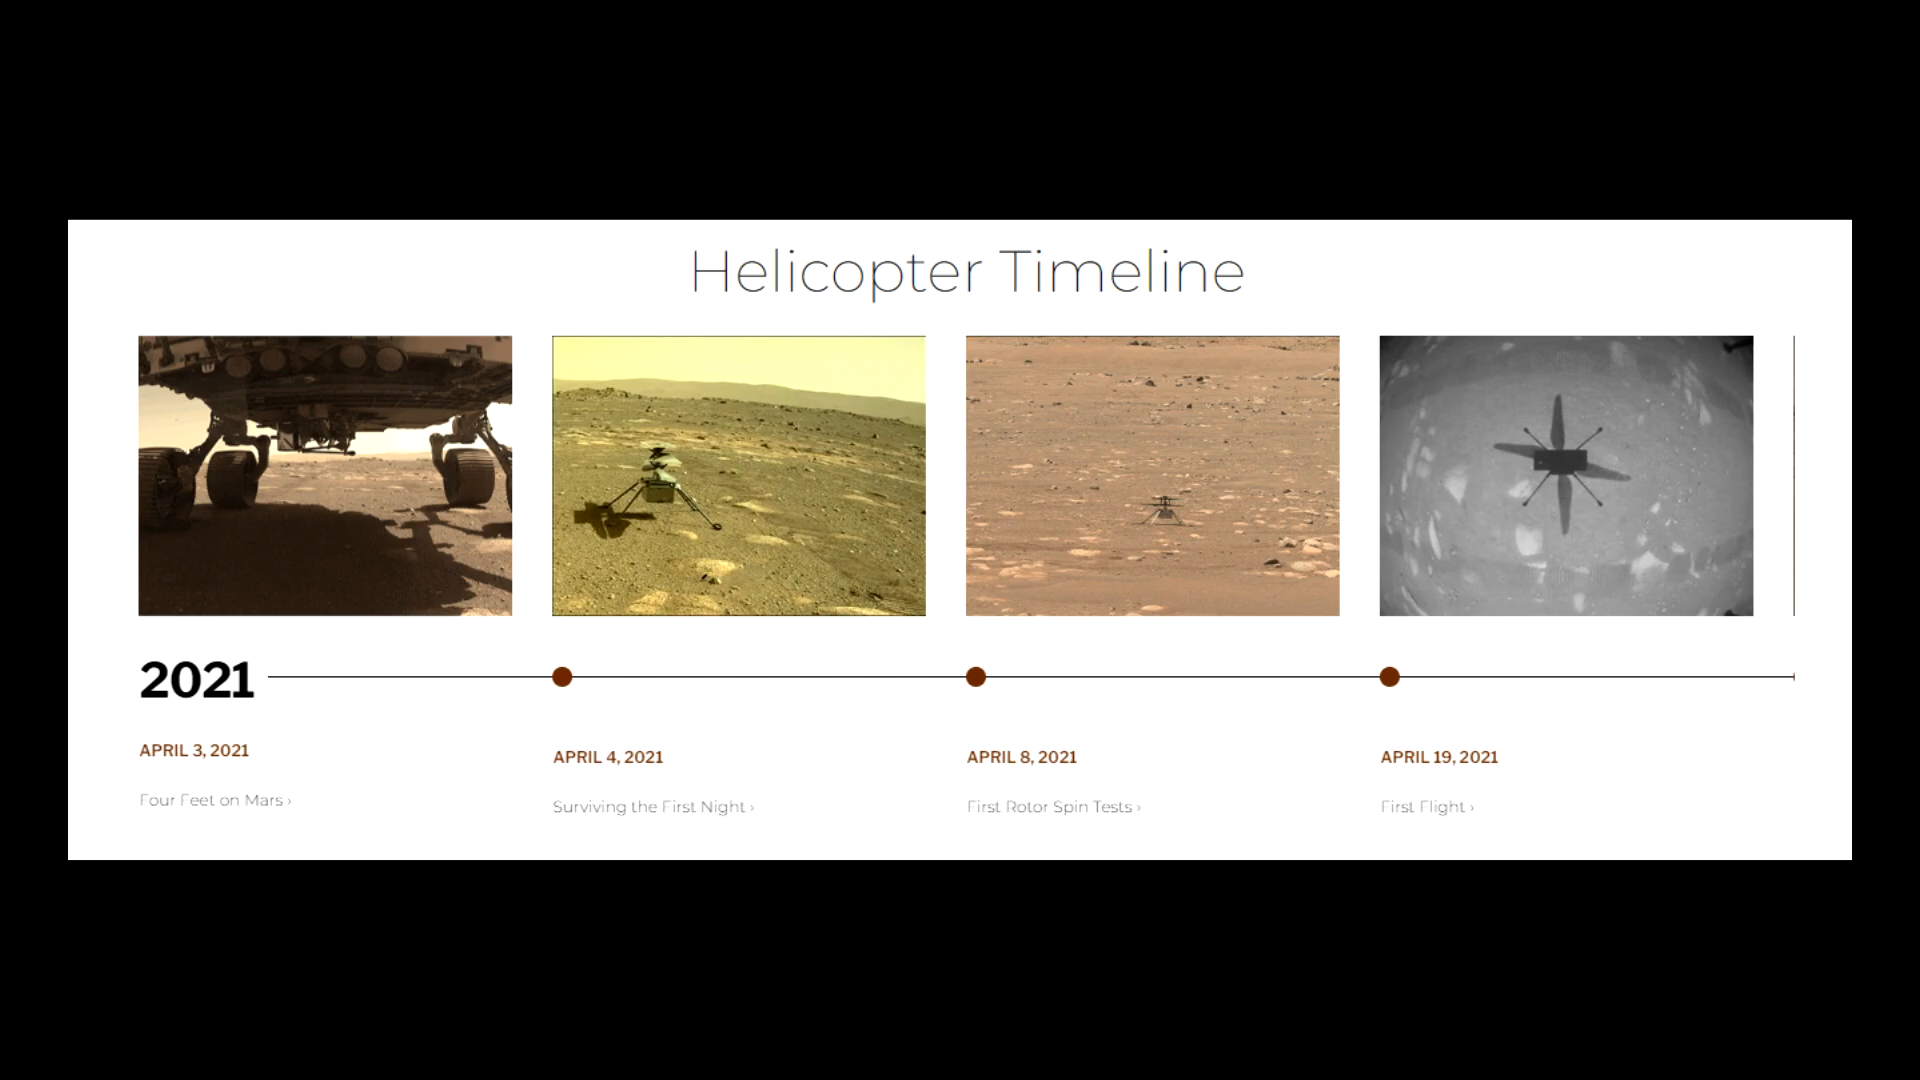 Helicopter Timeline
2021
APRIL 3, 2021
Four Feet on Mars ›
APRIL 4, 2021
Surviving the First Night ›
APRIL 8, 2021
First Rotor Spin Tests ›
APRIL 19, 2021
First Flight ›